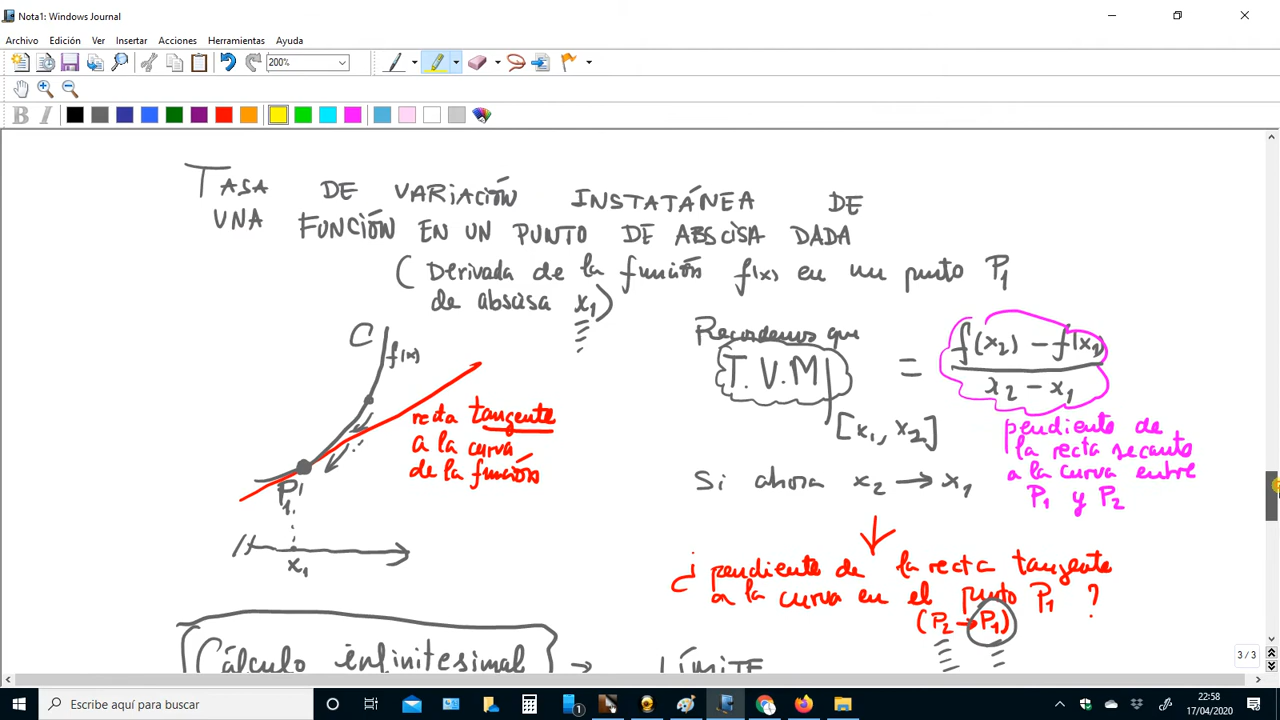 Nota1: Windows Journal
Archivo Edición Ver Insertar Acciones Herramientas Ayuda
200%
B I
TASA DE VARIACIÓN INSTATÁNEA DE
UNA FUNCIÓN EN UN PUNTO DE ABSCISA DADA
(Derivada de la función f(x) en un punto P1
de abscisa x1)
C
f(x)
recta tangente
a la curva
de la función
P1
x1
Recordemos que
T.V.M [x1, x2] = f(x2) - f(x1) / x2 - x1
pendiente de
la recta secante
a la curva entre
P1 y P2
Si ahora x2 → x1
¿pendiente de la recta tangente
a la curva en el punto P1 ?
(P2 → P1)
Cálculo infinitesimal → LÍMITE
3 / 3
Escribe aquí para buscar
1
22:58
17/04/2020